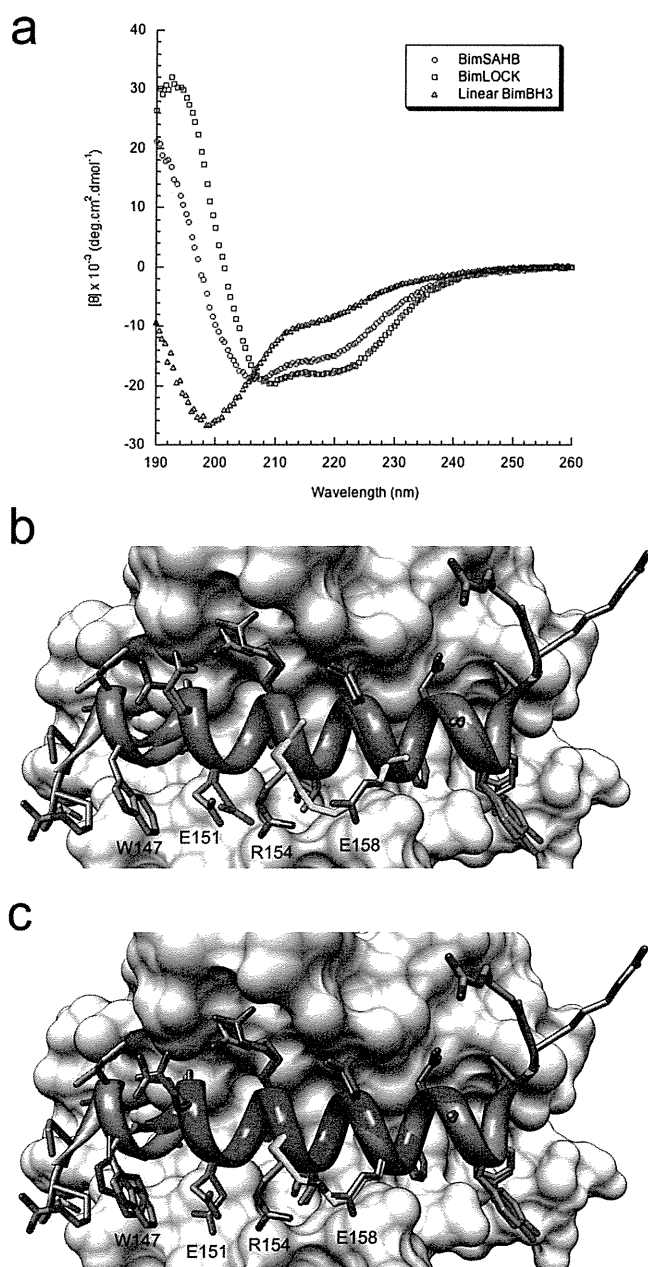 a
BimSAHB
BimLOCK
Linear BimBH3
40
30
20
10
0
-10
-20
-30
[θ] x 10⁻³ (deg.cm².dmol⁻¹)
190 200 210 220 230 240 250 260
Wavelength (nm)
b
W147 E151 R154 E158
c
W147 E151 R154 E158